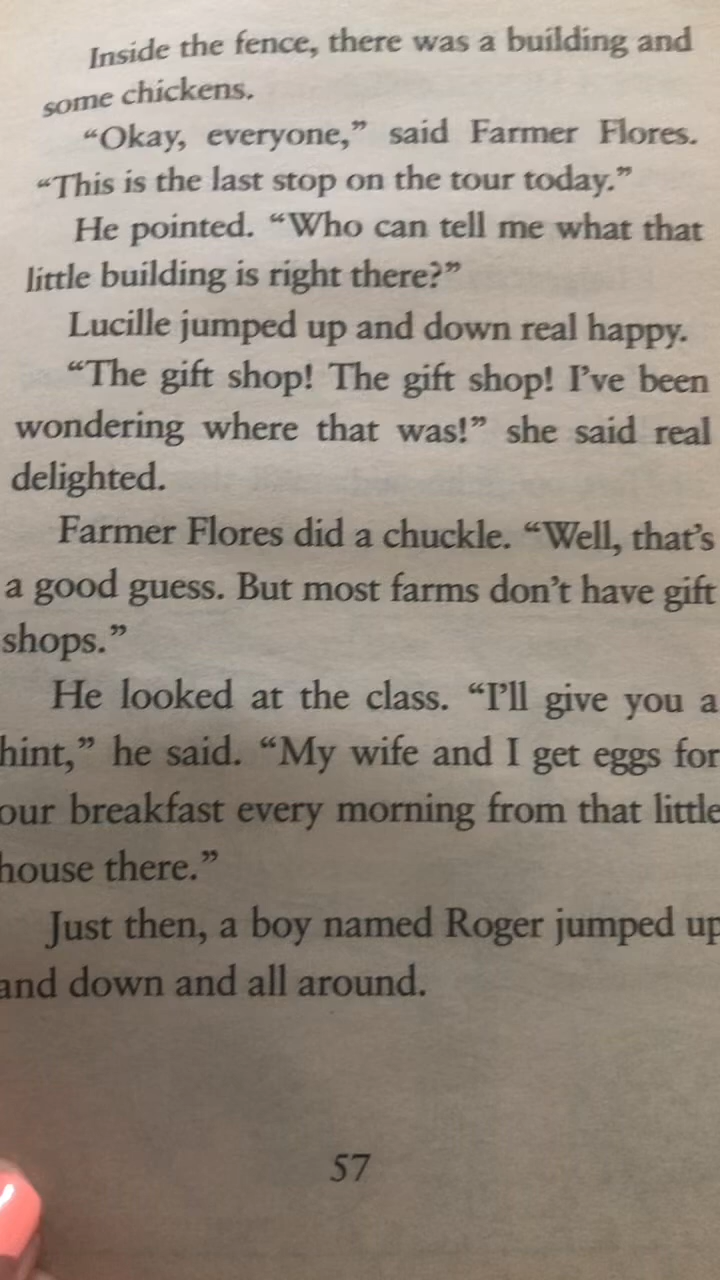 Inside the fence, there was a building and
some chickens.
“Okay, everyone,” said Farmer Flores.
“This is the last stop on the tour today.”
He pointed. “Who can tell me what that
little building is right there?”
Lucille jumped up and down real happy.
“The gift shop! The gift shop! I’ve been
wondering where that was!” she said real
delighted.
Farmer Flores did a chuckle. “Well, that’s
a good guess. But most farms don’t have gift
shops.”
He looked at the class. “I’ll give you a
hint,” he said. “My wife and I get eggs for
our breakfast every morning from that little
house there.”
Just then, a boy named Roger jumped up
and down and all around.
57